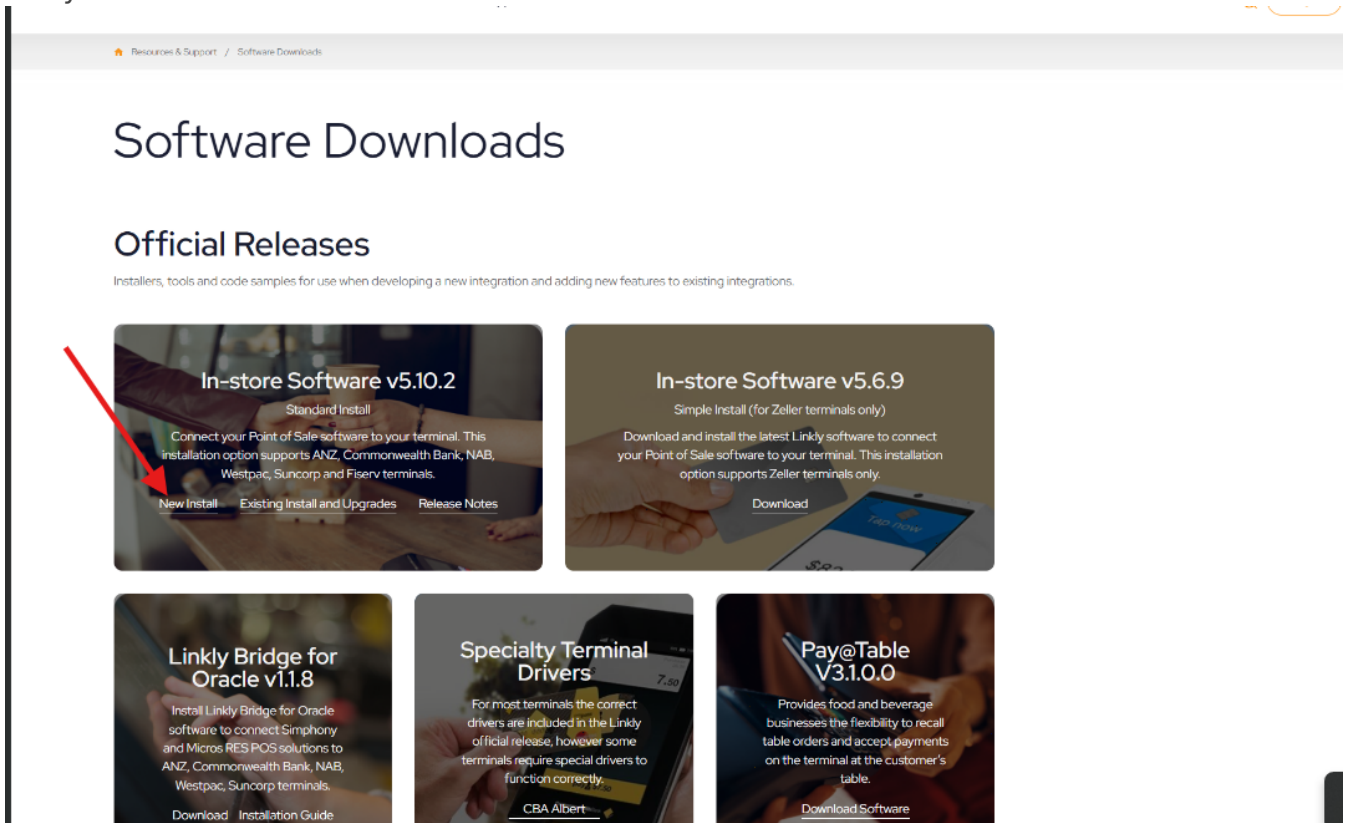 Resources & Support / Software Downloads
Software Downloads
Official Releases
Installers, tools and code samples for use when developing a new integration and adding new features to existing integrations.
In-store Software v5.10.2
Standard Install
Connect your Point of Sale software to your terminal. This
installation option supports ANZ, Commonwealth Bank, NAB,
Westpac, Suncorp and Fiserv terminals.
New Install Existing Install and Upgrades Release Notes
In-store Software v5.6.9
Simple Install (for Zeller terminals only)
Download and install the latest Linkly software to connect
your Point of Sale software to your terminal. This installation
option supports Zeller terminals only.
Download
Tap now
Linkly Bridge for
Oracle v1.1.8
Install Linkly Bridge for Oracle
software to connect Simphony
and Micros RES POS solutions to
ANZ, Commonwealth Bank, NAB,
Westpac, Suncorp terminals.
Download Installation Guide
Specialty Terminal
Drivers
7.50
For most terminals the correct
drivers are included in the Linkly
official release, however some
terminals require special drivers to
function correctly.
CBA Albert
Pay@Table
V3.1.0.0
Provides food and beverage
businesses the flexibility to recall
table orders and accept payments
on the terminal at the customer's
table.
Download Software